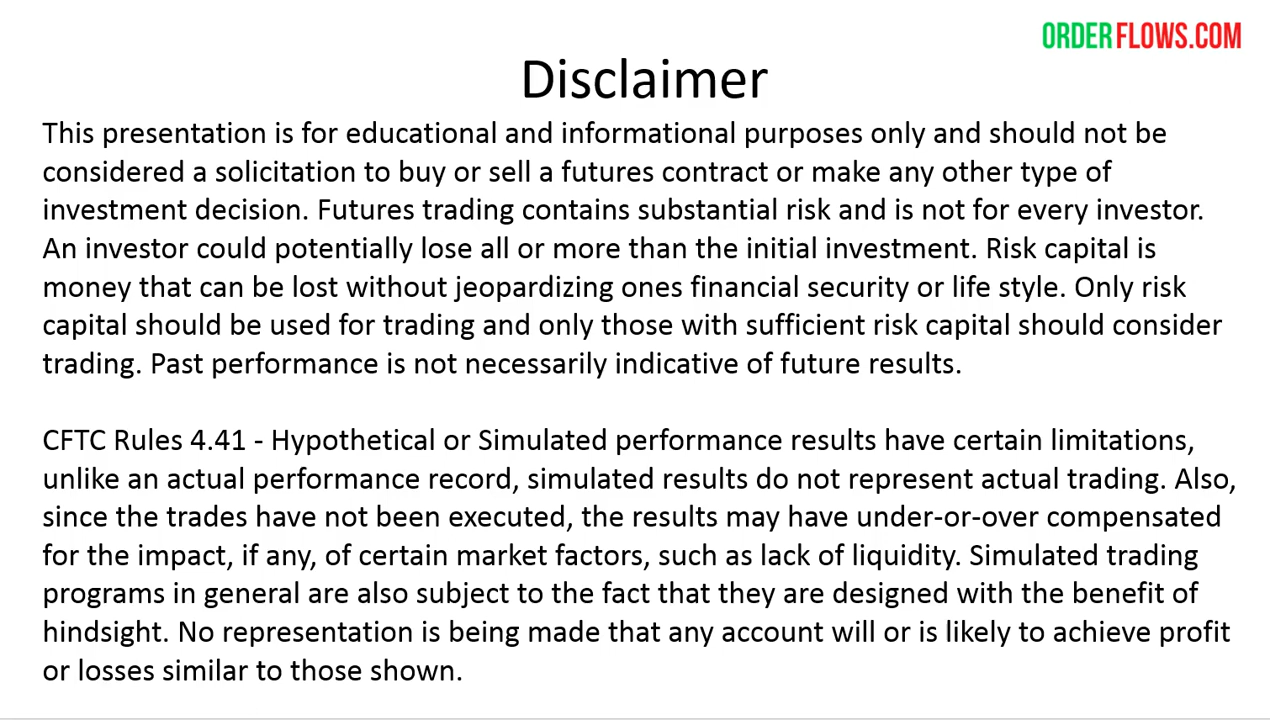 ORDERFLOWS.COM
Disclaimer
This presentation is for educational and informational purposes only and should not be
considered a solicitation to buy or sell a futures contract or make any other type of
investment decision. Futures trading contains substantial risk and is not for every investor.
An investor could potentially lose all or more than the initial investment. Risk capital is
money that can be lost without jeopardizing ones financial security or life style. Only risk
capital should be used for trading and only those with sufficient risk capital should consider
trading. Past performance is not necessarily indicative of future results.
CFTC Rules 4.41 - Hypothetical or Simulated performance results have certain limitations,
unlike an actual performance record, simulated results do not represent actual trading. Also,
since the trades have not been executed, the results may have under-or-over compensated
for the impact, if any, of certain market factors, such as lack of liquidity. Simulated trading
programs in general are also subject to the fact that they are designed with the benefit of
hindsight. No representation is being made that any account will or is likely to achieve profit
or losses similar to those shown.